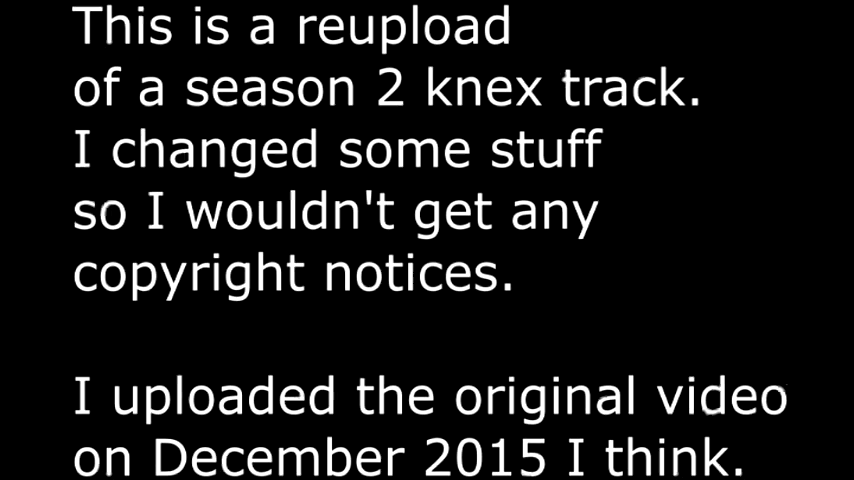 This is a reupload
of a season 2 knex track.
I changed some stuff
so I wouldn't get any
copyright notices.
I uploaded the original video
on December 2015 I think.